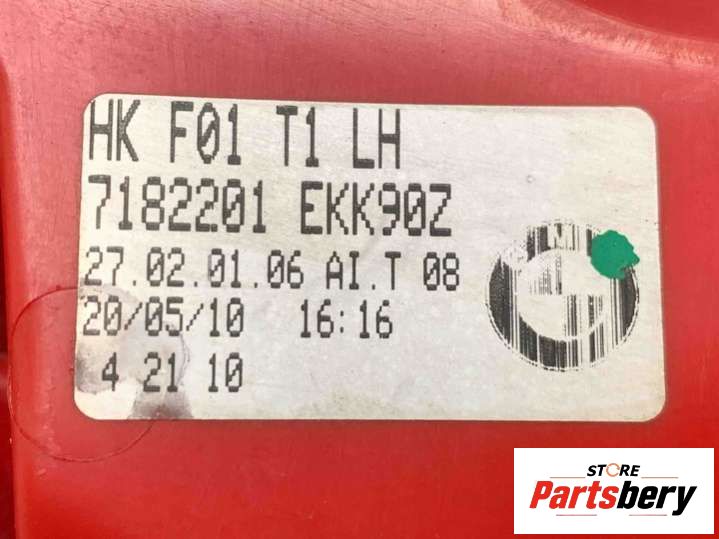 HK F01 T1 LH
7182201 EKK90Z
27.02.01.06 AI.T 08
20/05/10 16:16
4 21 10
STORE
Partsbery